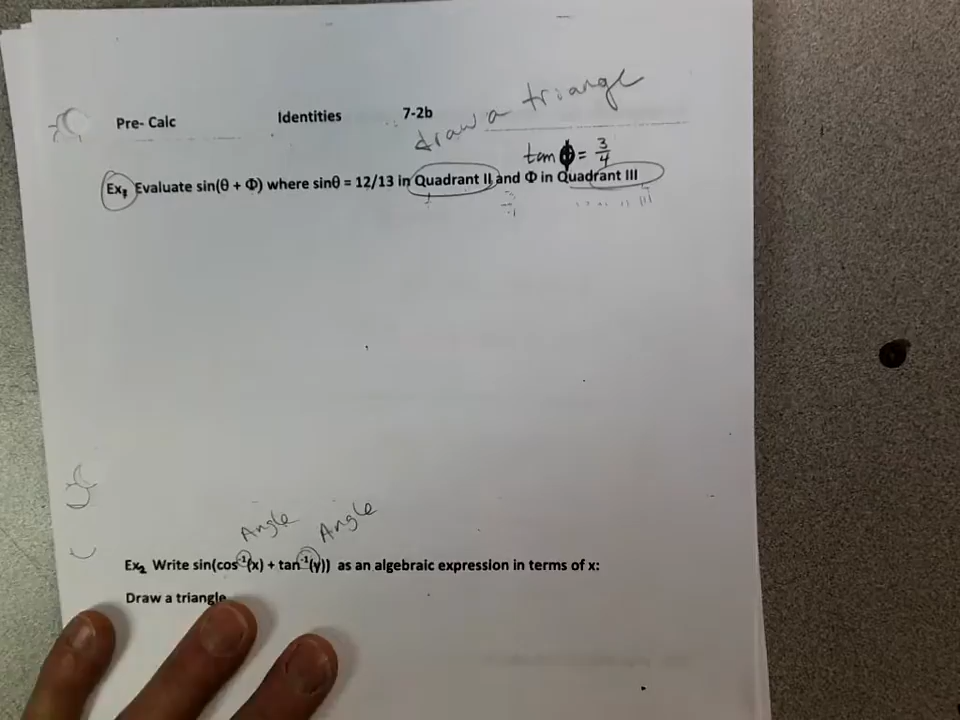 draw a triangle
Pre- Calc Identities 7-2b
tan Φ = 3/4
Ex1 Evaluate sin(θ + Φ) where sinθ = 12/13 in Quadrant II and Φ in Quadrant III
Angle Angle
Ex2 Write sin(cos⁻¹(x) + tan⁻¹(y)) as an algebraic expression in terms of x:
Draw a triangle